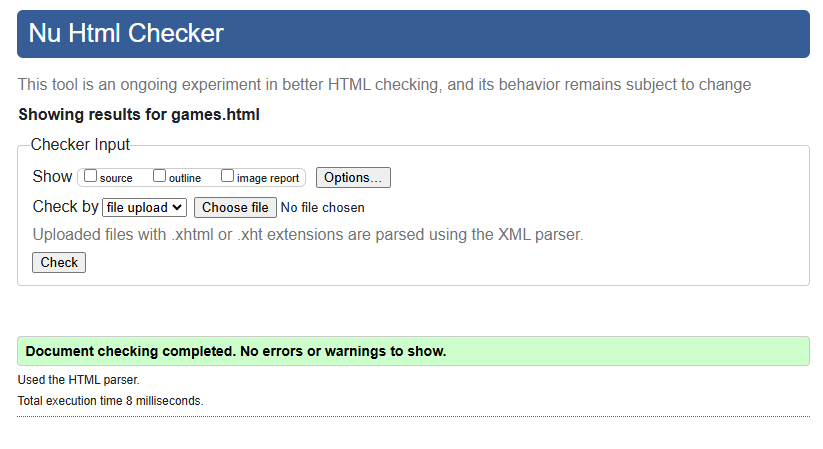 Nu Html Checker
This tool is an ongoing experiment in better HTML checking, and its behavior remains subject to change
Showing results for games.html
Checker Input
Show source outline image report Options...
Check by file upload Choose file No file chosen
Uploaded files with .xhtml or .xht extensions are parsed using the XML parser.
Check
Document checking completed. No errors or warnings to show.
Used the HTML parser.
Total execution time 8 milliseconds.